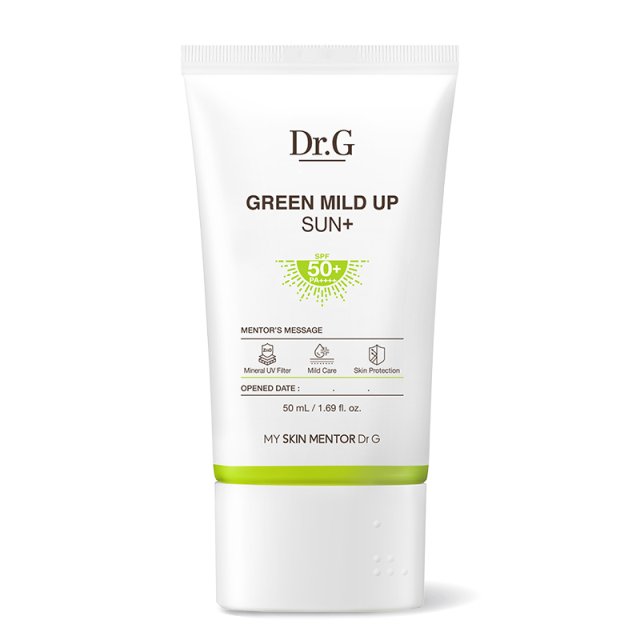 Dr.G
GREEN MILD UP
SUN+
SPF
50+
PA++++
MENTOR'S MESSAGE
ZnO
Mineral UV Filter
Mild Care
Skin Protection
OPENED DATE : . .
50 mL / 1.69 fl. oz.
MY SKIN MENTOR Dr G